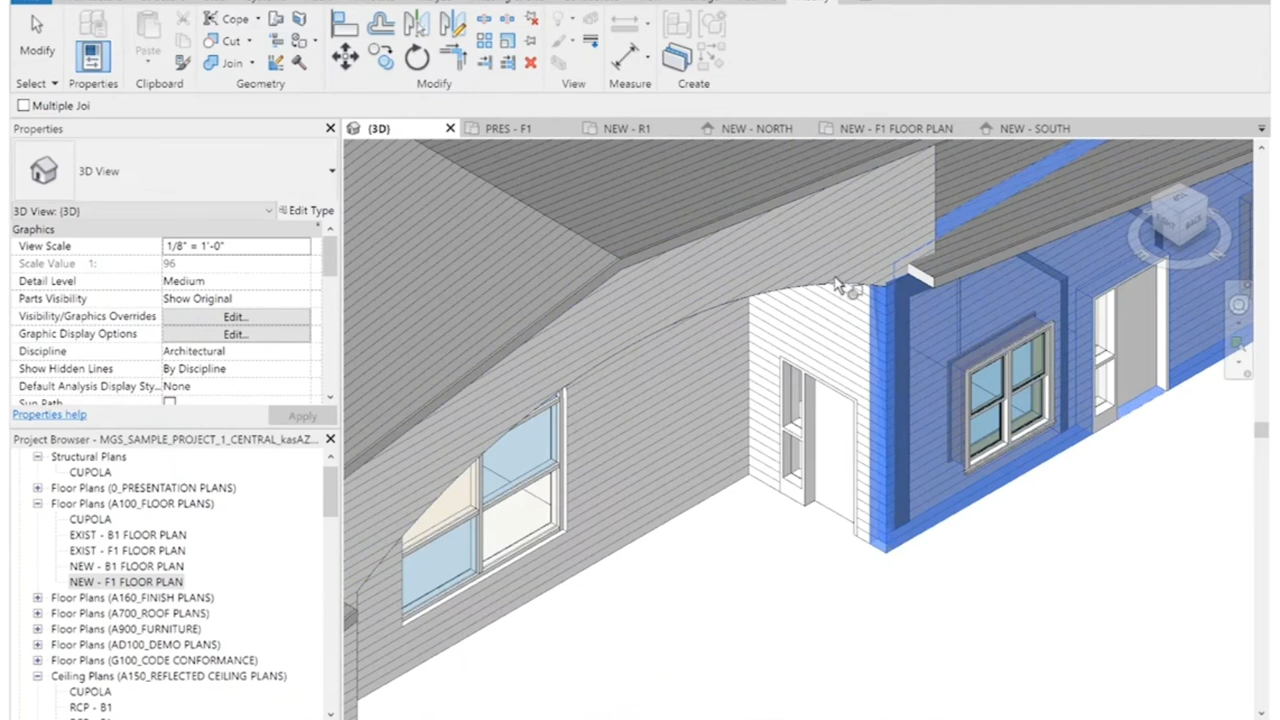 Cope
Modify
Cut
Paste
Join
Select
Properties
Clipboard
Geometry
Modify
View
Measure
Create
Multiple Joi
Properties
{3D}
PRES - F1
NEW - R1
NEW - NORTH
NEW - F1 FLOOR PLAN
NEW - SOUTH
3D View
3D View: {3D}
Edit Type
Graphics
View Scale
1/8" = 1'-0"
Scale Value 1:
96
Detail Level
Medium
Parts Visibility
Show Original
Visibility/Graphics Overrides
Edit...
Graphic Display Options
Edit...
Discipline
Architectural
Show Hidden Lines
By Discipline
Default Analysis Display Sty...
None
Sun Path
Properties help
Apply
Project Browser - MGS_SAMPLE_PROJECT_1_CENTRAL_kasAZ...
Structural Plans
CUPOLA
Floor Plans (0_PRESENTATION PLANS)
Floor Plans (A100_FLOOR PLANS)
CUPOLA
EXIST - B1 FLOOR PLAN
EXIST - F1 FLOOR PLAN
NEW - B1 FLOOR PLAN
NEW - F1 FLOOR PLAN
Floor Plans (A160_FINISH PLANS)
Floor Plans (A700_ROOF PLANS)
Floor Plans (A900_FURNITURE)
Floor Plans (AD100_DEMO PLANS)
Floor Plans (G100_CODE CONFORMANCE)
Ceiling Plans (A150_REFLECTED CEILING PLANS)
CUPOLA
RCP - B1
TOP
RIGHT
BACK